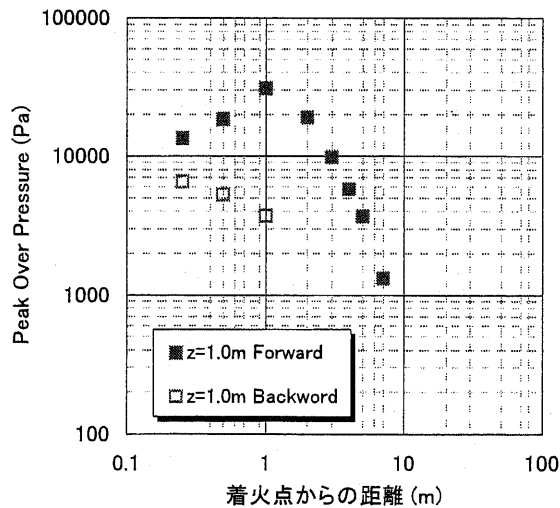 100000
10000
1000
100
Peak Over Pressure (Pa)
z=1.0m Forward
z=1.0m Backword
0.1
1
10
100
着火点からの距離 (m)